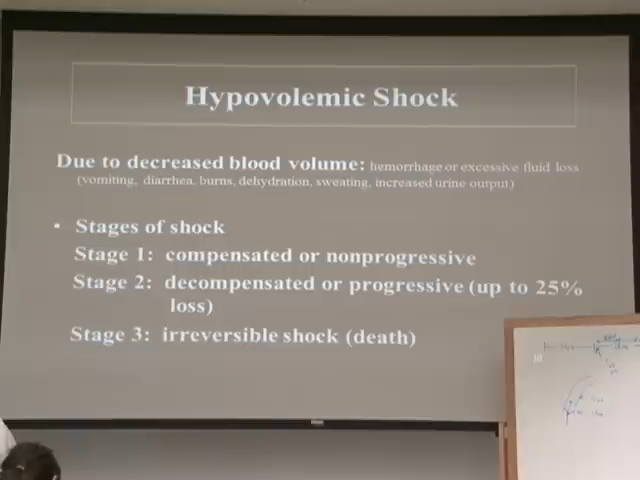 Hypovolemic Shock
Due to decreased blood volume: hemorrhage or excessive fluid loss
(vomiting, diarrhea, burns, dehydration, sweating, increased urine output)
• Stages of shock
Stage 1: compensated or nonprogressive
Stage 2: decompensated or progressive (up to 25%
loss)
Stage 3: irreversible shock (death)